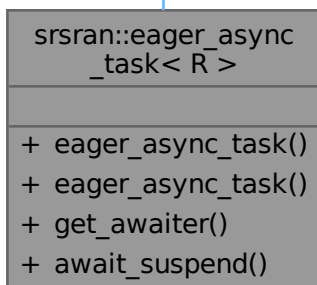 srsran::eager_async
_task< R >
+ eager_async_task()
+ eager_async_task()
+ get_awaiter()
+ await_suspend()